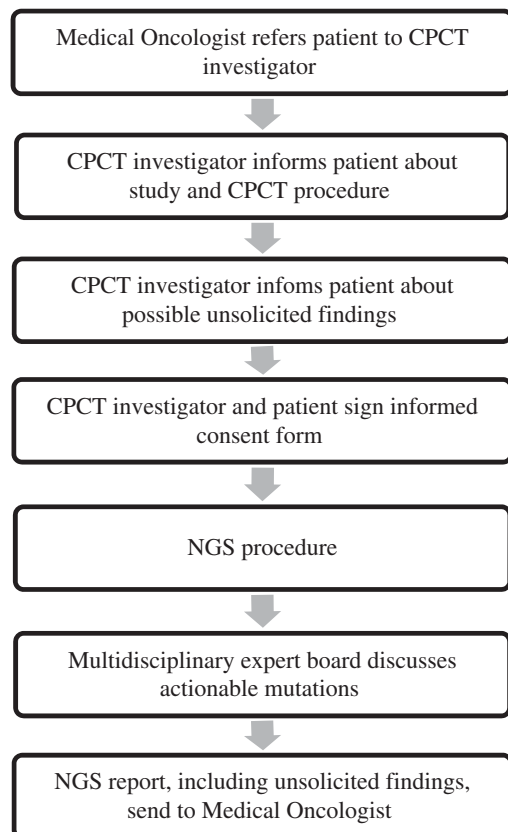 Medical Oncologist refers patient to CPCT
investigator
CPCT investigator informs patient about
study and CPCT procedure
CPCT investigator infoms patient about
possible unsolicited findings
CPCT investigator and patient sign informed
consent form
NGS procedure
Multidisciplinary expert board discusses
actionable mutations
NGS report, including unsolicited findings,
send to Medical Oncologist